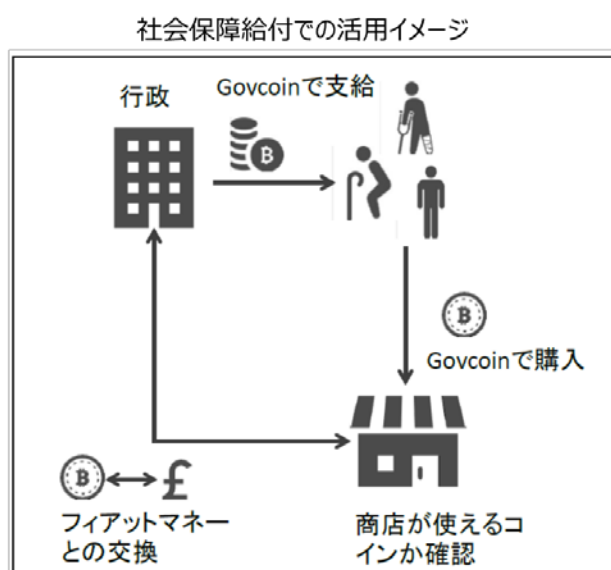 社会保障給付での活用イメージ
行政
Govcoinで支給
Govcoinで購入
フィアットマネー
との交換
商店が使えるコ
インか確認